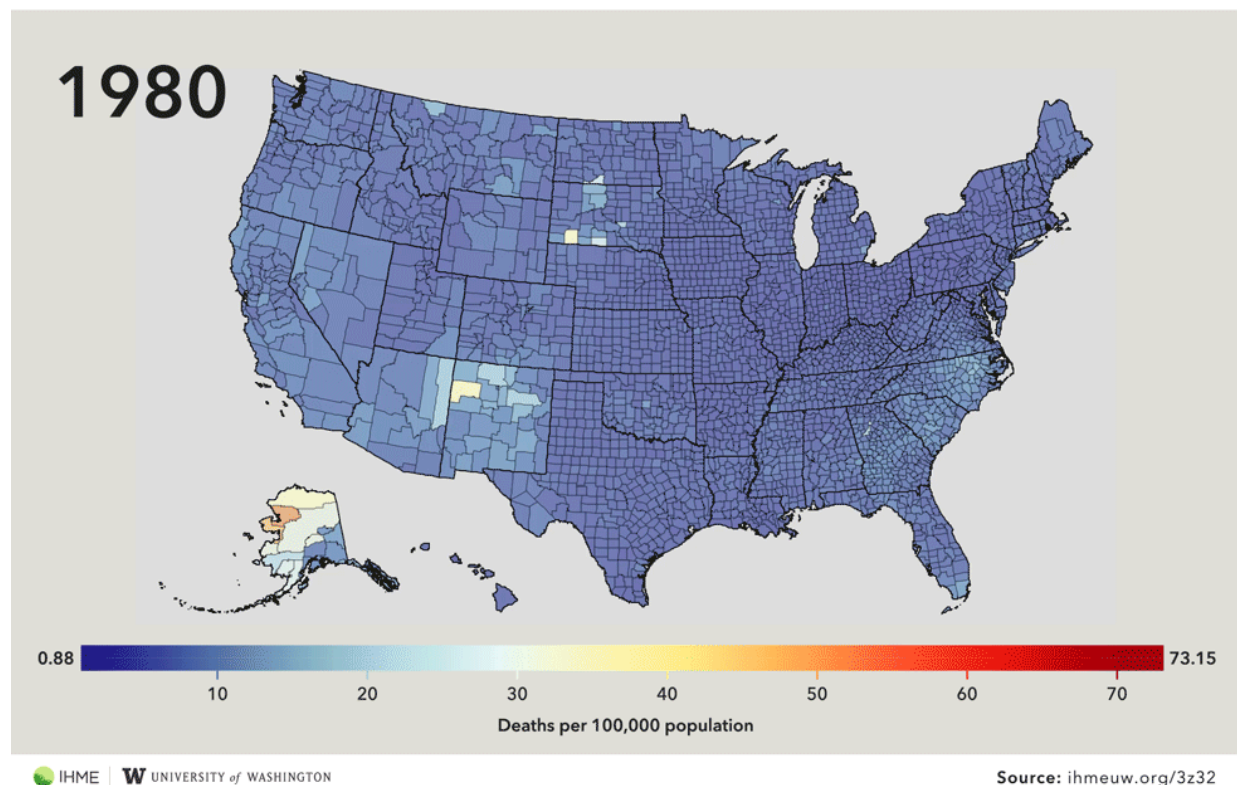 1980
0.88
73.15
10 20 30 40 50 60 70
Deaths per 100,000 population
IHME | W UNIVERSITY of WASHINGTON
Source: ihmeuw.org/3z32